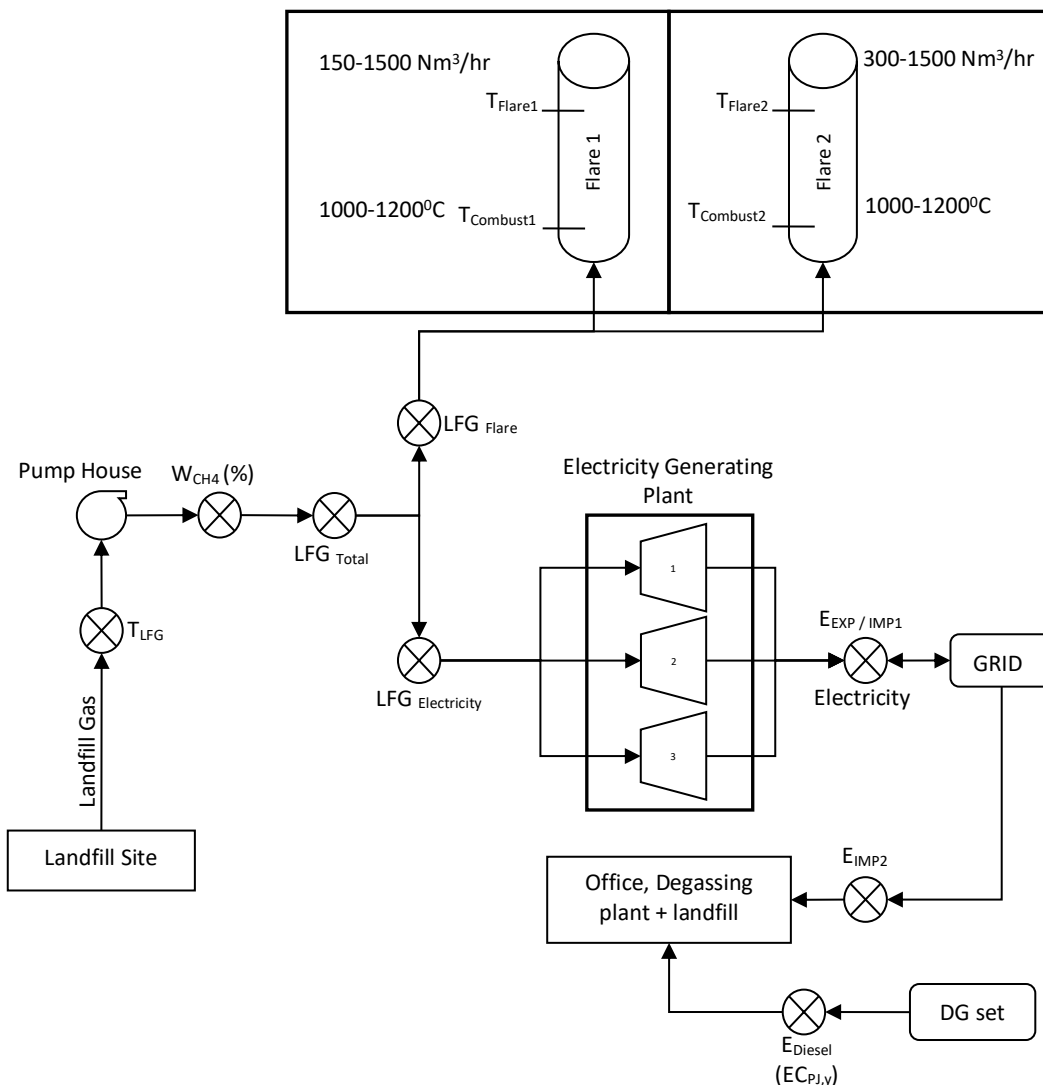 150-1500 Nm³/hr
300-1500 Nm³/hr
T_Flare1
T_Flare2
Flare 1
Flare 2
1000-1200⁰C
T_Combust1
T_Combust2
1000-1200⁰C
LFG Flare
Pump House
W_CH4 (%)
Electricity Generating
Plant
LFG Total
1
T_LFG
E_EXP / IMP1
2
GRID
LFG Electricity
Electricity
Landfill Gas
3
Landfill Site
E_IMP2
Office, Degassing
plant + landfill
DG set
E_Diesel
(EC_PJ,y)